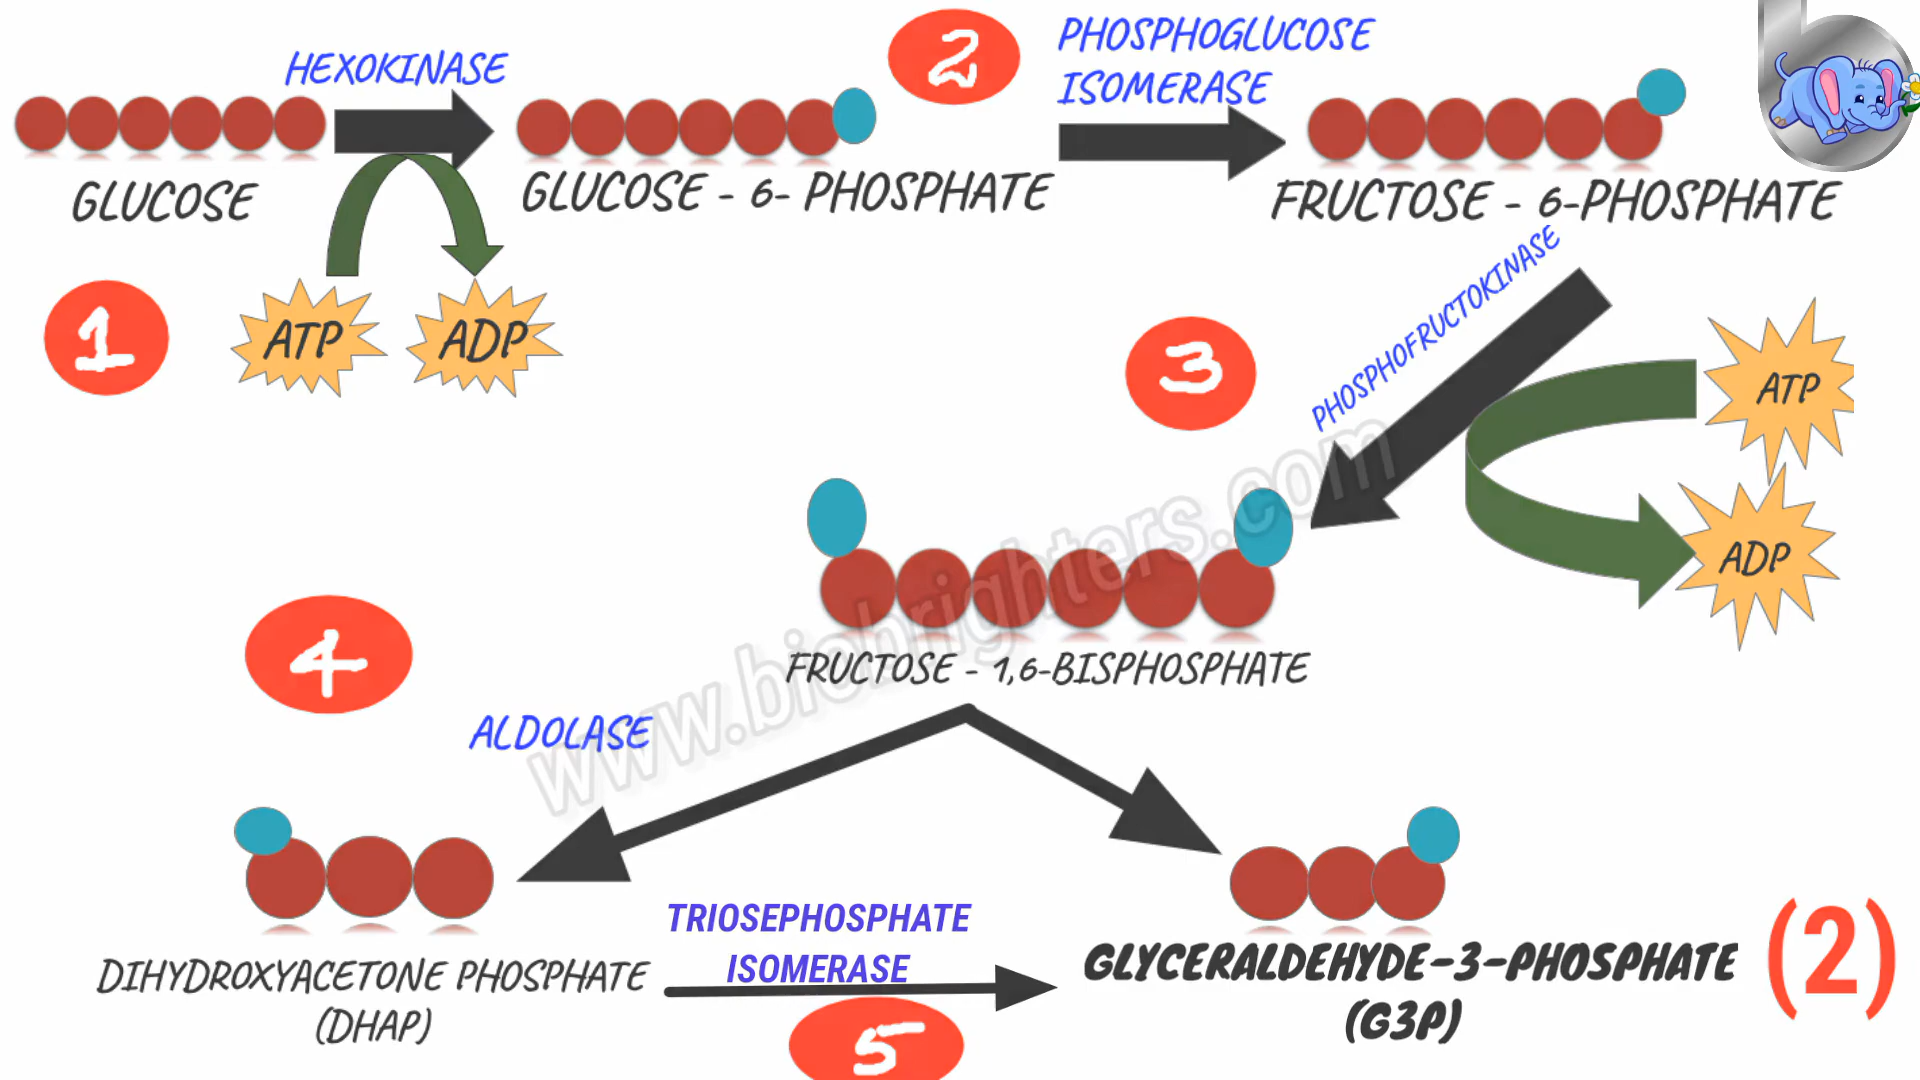 HEXOKINASE
2
PHOSPHOGLUCOSE
ISOMERASE
b
GLUCOSE
GLUCOSE - 6- PHOSPHATE
FRUCTOSE - 6-PHOSPHATE
1
ATP
ADP
3
PHOSPHOFRUCTOKINASE
ATP
ADP
www.biobrighters.com
FRUCTOSE - 1,6-BISPHOSPHATE
4
ALDOLASE
TRIOSEPHOSPHATE
ISOMERASE
DIHYDROXYACETONE PHOSPHATE
(DHAP)
5
GLYCERALDEHYDE-3-PHOSPHATE
(G3P)
(2)